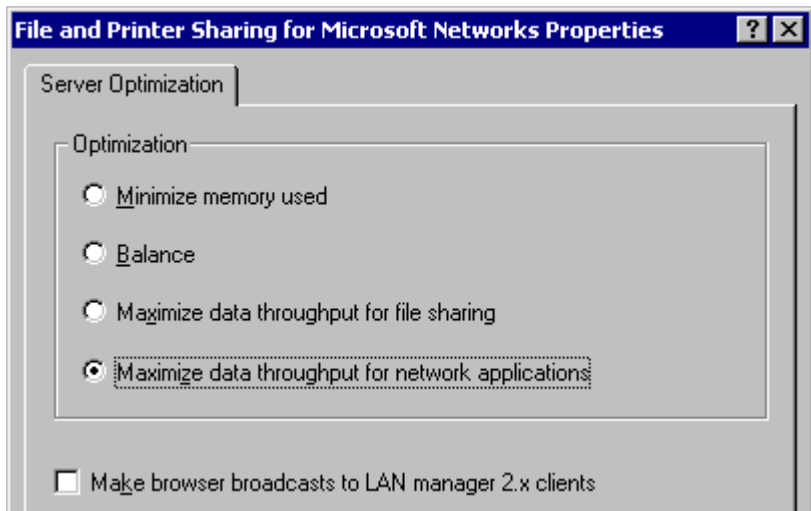 File and Printer Sharing for Microsoft Networks Properties
Server Optimization
Optimization
Minimize memory used
Balance
Maximize data throughput for file sharing
Maximize data throughput for network applications
Make browser broadcasts to LAN manager 2.x clients